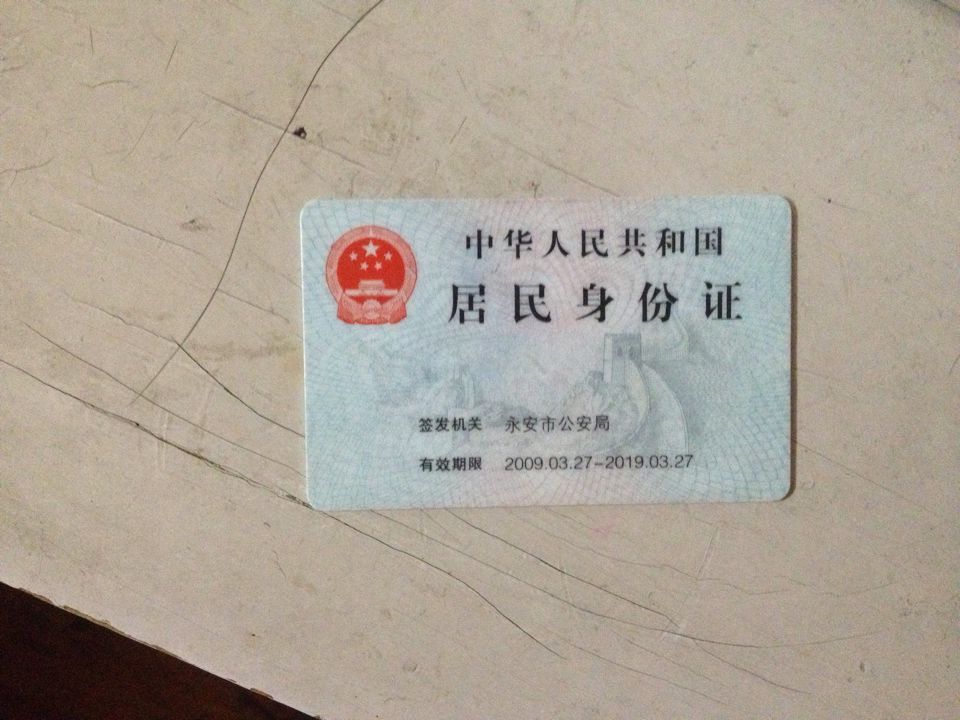 中华人民共和国
居民身份证
签发机关 永安市公安局
有效期限 2009.03.27-2019.03.27